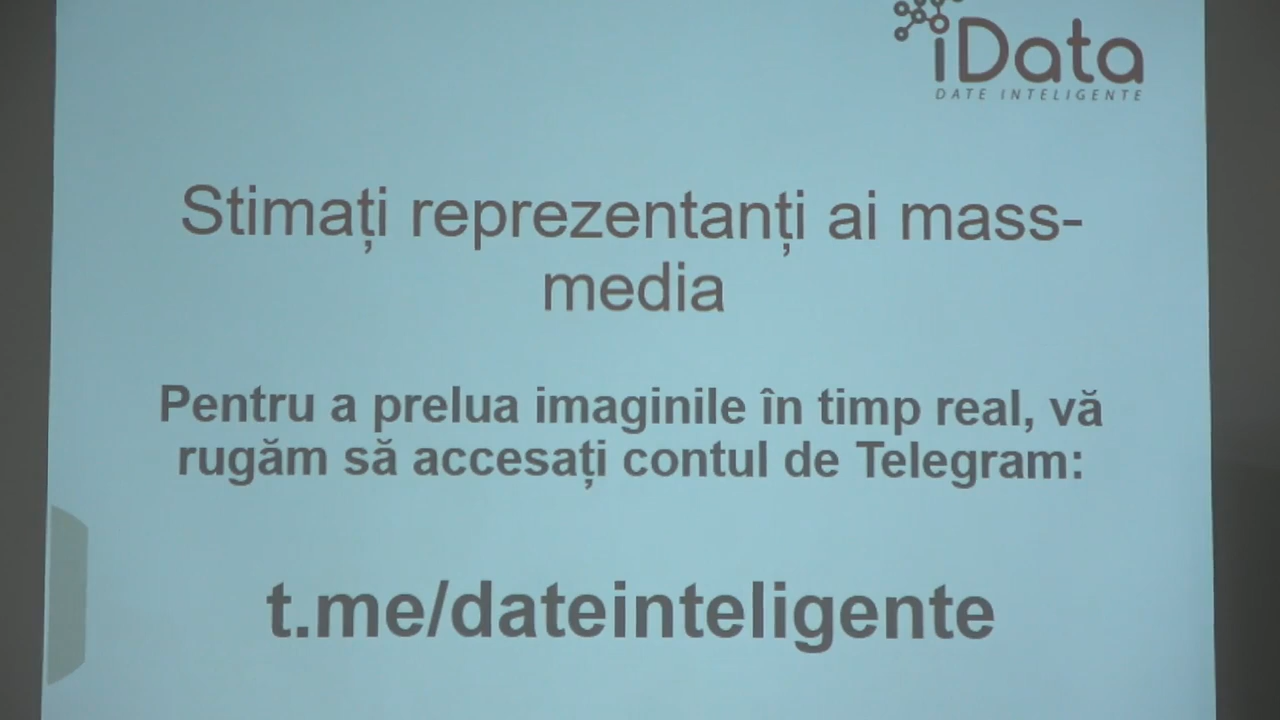 iData
DATE INTELIGENTE
Stimați reprezentanți ai mass-
media
Pentru a prelua imaginile în timp real, vă
rugăm să accesați contul de Telegram:
t.me/dateinteligente